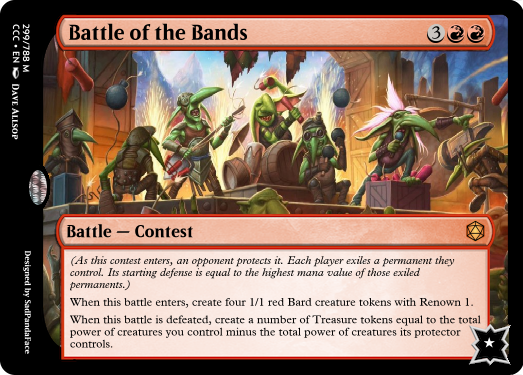 Battle of the Bands 3
299/788 M
CCC • EN DAVE ALLSOP
Battle — Contest
(As this contest enters, an opponent protects it. Each player exiles a permanent they
control. Its starting defense is equal to the highest mana value of those exiled
permanents.)
When this battle enters, create four 1/1 red Bard creature tokens with Renown 1.
When this battle is defeated, create a number of Treasure tokens equal to the total
power of creatures you control minus the total power of creatures its protector
controls.
Designed by SadPandaFace